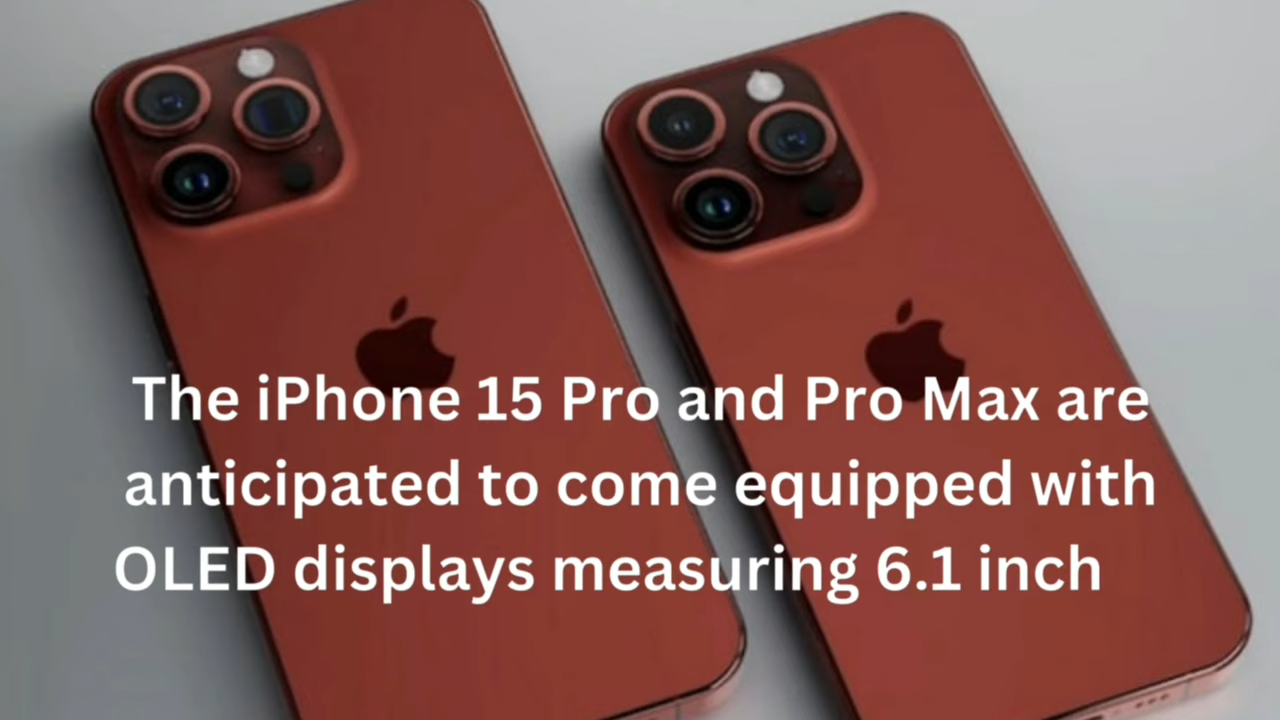 The iPhone 15 Pro and Pro Max are
anticipated to come equipped with
OLED displays measuring 6.1 inch